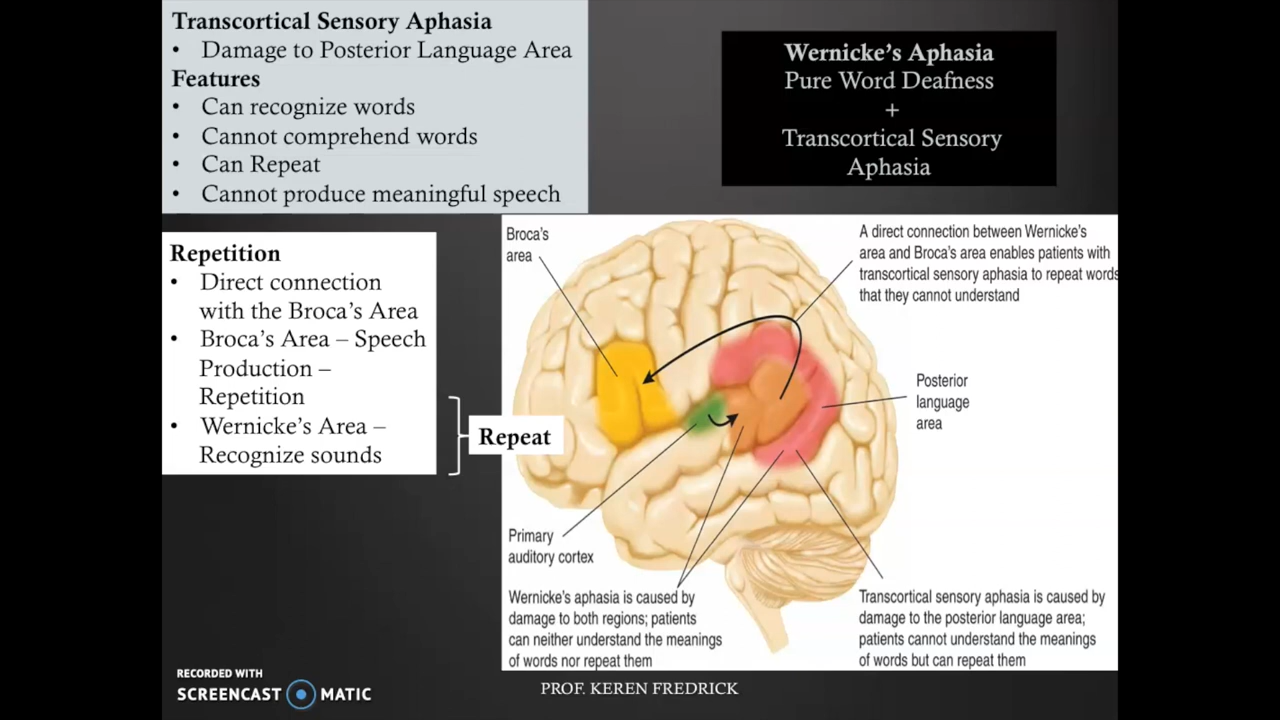 Transcortical Sensory Aphasia
• Damage to Posterior Language Area
Features
• Can recognize words
• Cannot comprehend words
• Can Repeat
• Cannot produce meaningful speech
Wernicke's Aphasia
Pure Word Deafness
+
Transcortical Sensory
Aphasia
Repetition
• Direct connection
with the Broca's Area
• Broca's Area – Speech
Production –
Repetition
• Wernicke's Area –
Recognize sounds
Repeat
Broca's
area
A direct connection between Wernicke's
area and Broca's area enables patients with
transcortical sensory aphasia to repeat words
that they cannot understand
Posterior
language
area
Primary
auditory cortex
Wernicke's aphasia is caused by
damage to both regions; patients
can neither understand the meanings
of words nor repeat them
Transcortical sensory aphasia is caused by
damage to the posterior language area;
patients cannot understand the meanings
of words but can repeat them
RECORDED WITH
SCREENCAST MATIC
PROF. KEREN FREDRICK